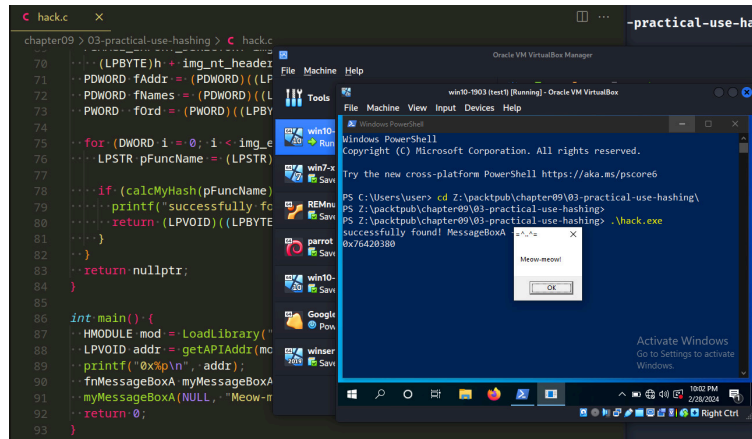 hack.c
chapter09 > 03-practical-use-hashing > C hack.c
70 (LPBYTE)h + img_nt_header
71 PDWORD fAddr = (PDWORD)((LP
72 PDWORD fNames = (PDWORD)((L
73 PWORD fOrd = (PWORD)((LPBY
74
75 for (DWORD i = 0; i < img_e
76 LPSTR pFuncName = (LPSTR)
77
78 if (calcMyHash(pFuncName)
79 printf("successfully fo
80 return (LPVOID)((LPBYTE
81 }
82 }
83 return nullptr;
84 }
85
86 int main() {
87 HMODULE mod = LoadLibrary("
88 LPVOID addr = getAPIAddr(mo
89 printf("0x%p\n", addr);
90 fnMessageBoxA myMessageBoxA
91 myMessageBoxA(NULL, "Meow-m
92 return 0;
93 }
-practical-use-ha
Oracle VM VirtualBox Manager
File Machine Help
Tools
win10-
Run
win7-x
Save
REMnu
Save
parrot
Save
win10-
Save
Google
Pow
winser
Save
win10-1903 (test1) [Running] - Oracle VM VirtualBox
File Machine View Input Devices Help
Windows PowerShell
Windows PowerShell
Copyright (C) Microsoft Corporation. All rights reserved.
Try the new cross-platform PowerShell https://aka.ms/pscore6
PS C:\Users\user> cd Z:\packtpub\chapter09\03-practical-use-hashing\
PS Z:\packtpub\chapter09\03-practical-use-hashing>
PS Z:\packtpub\chapter09\03-practical-use-hashing> .\hack.exe
successfully found! MessageBoxA -
0x76420380
=^..^=
Meow-meow!
OK
Activate Windows
Go to Settings to activate
Windows.
10:02 PM
2/28/2024
Right Ctrl